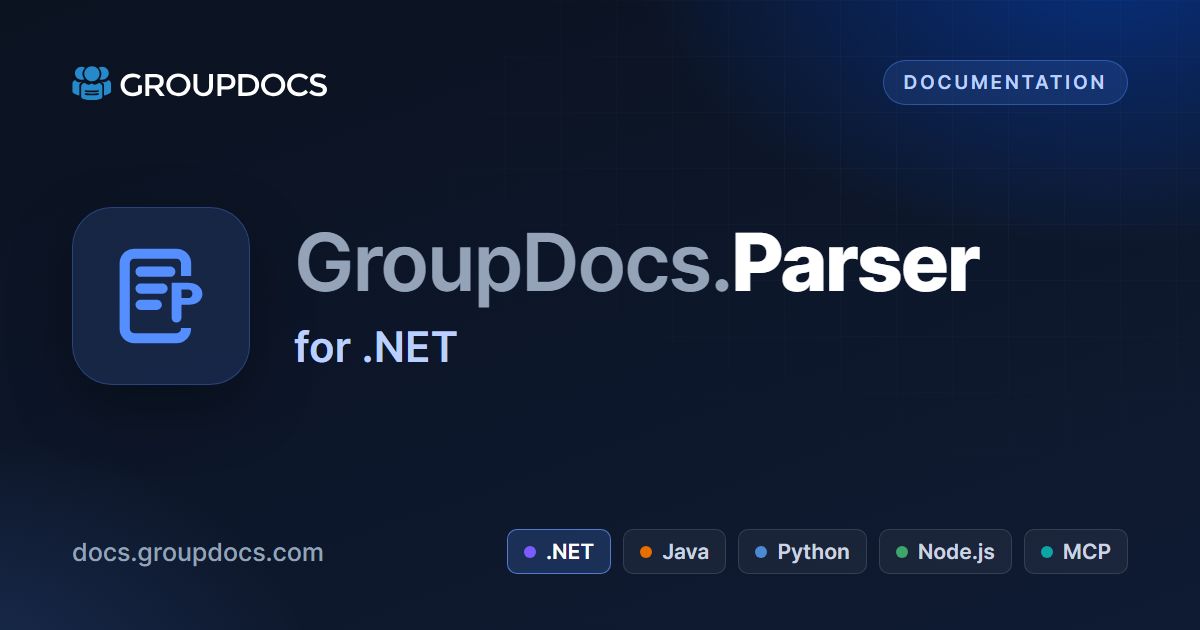 GROUPDOCS
DOCUMENTATION
P
GroupDocs.Parser
for .NET
docs.groupdocs.com
.NET
Java
Python
Node.js
MCP